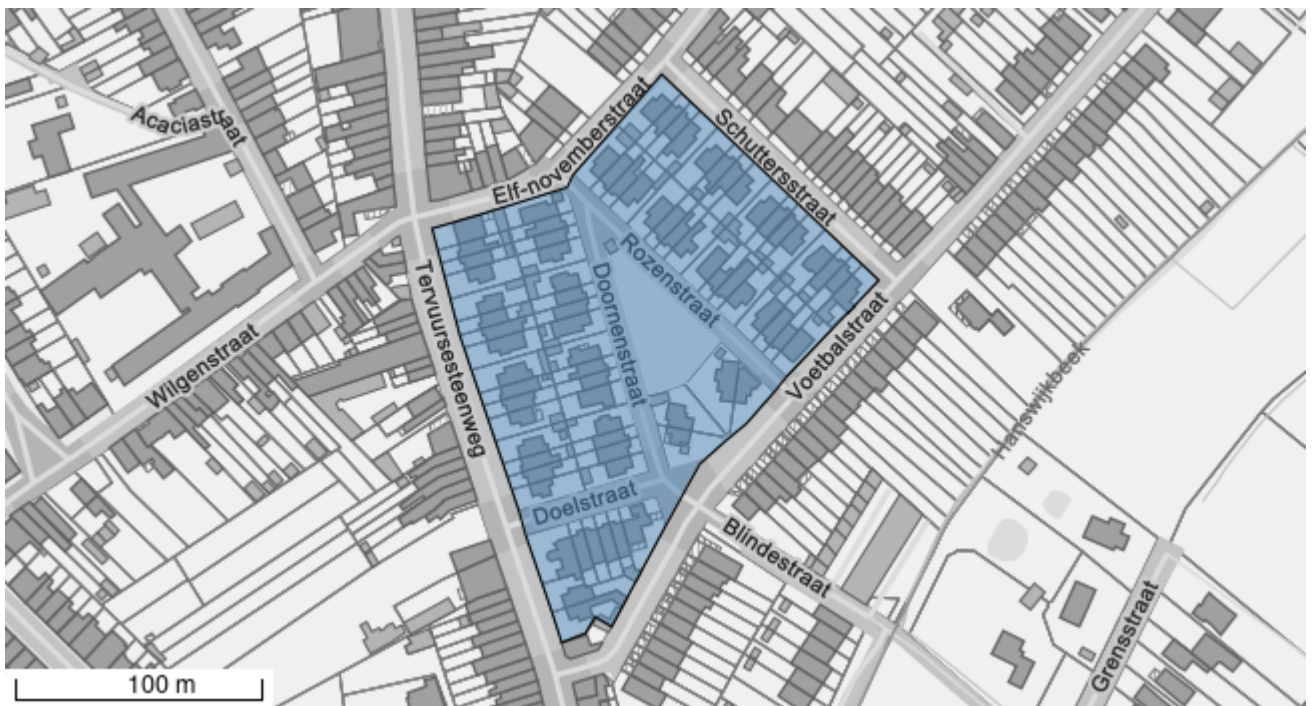 Acaciastraat
Elf-novemberstraat
Schuttersstraat
Rozenstraat
Doornenstraat
Tervuursesteenweg
Wilgenstraat
Voetbalstraat
Hanswijkbeek
Doelstraat
Blindestraat
Grensstraat
100 m